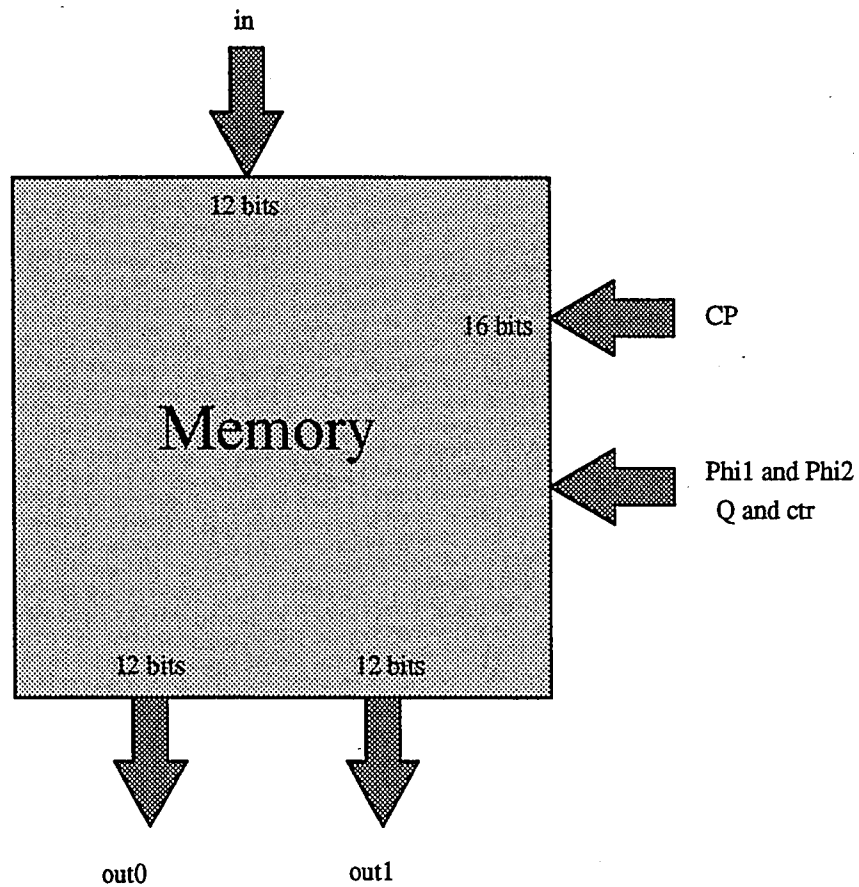 in
12 bits
16 bits
CP
Memory
Phi1 and Phi2
Q and ctr
12 bits
12 bits
out0
out1